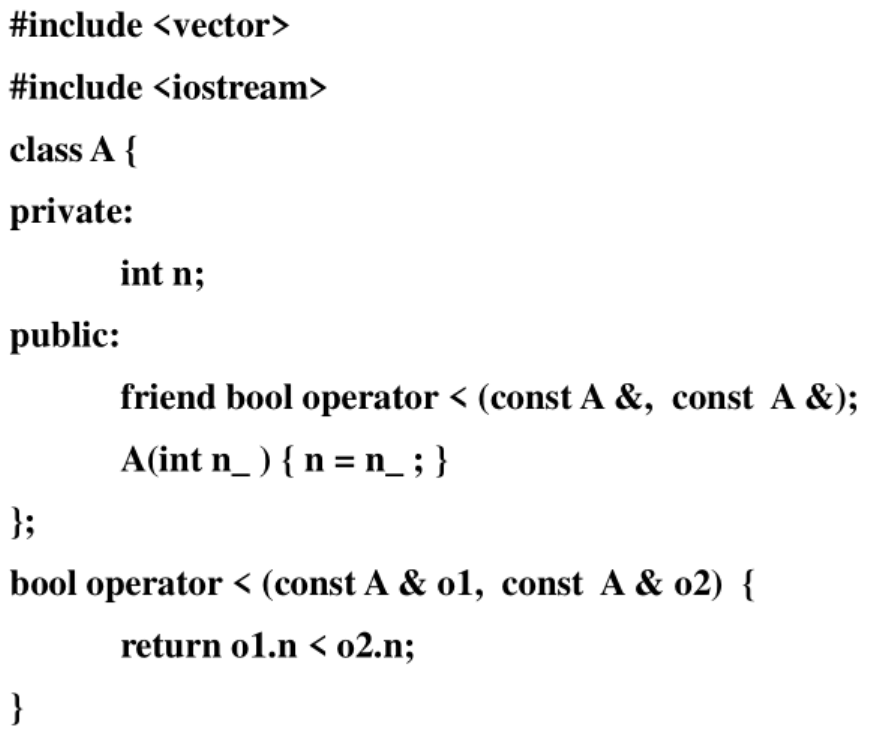 #include <vector>
#include <iostream>
class A {
private:
int n;
public:
friend bool operator < (const A &, const A &);
A(int n_ ) { n = n_ ; }
};
bool operator < (const A & o1, const A & o2) {
return o1.n < o2.n;
}